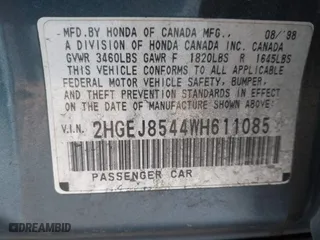 MFD.BY HONDA OF CANADA MFG., 08/'98
A DIVISION OF HONDA CANADA INC. CANADA
GVWR 3460LBS GAWR F 1820LBS R 1645LBS
THIS VEHICLE CONFORMS TO ALL APPLICABLE
FEDERAL MOTOR VEHICLE SAFETY, BUMPER,
AND THEFT PREVENTION STANDARDS IN EFFECT
ON THE DATE OF MANUFACTURE SHOWN ABOVE.
V.I.N. 2HGEJ8544WH611085
PASSENGER CAR
DREAMBID